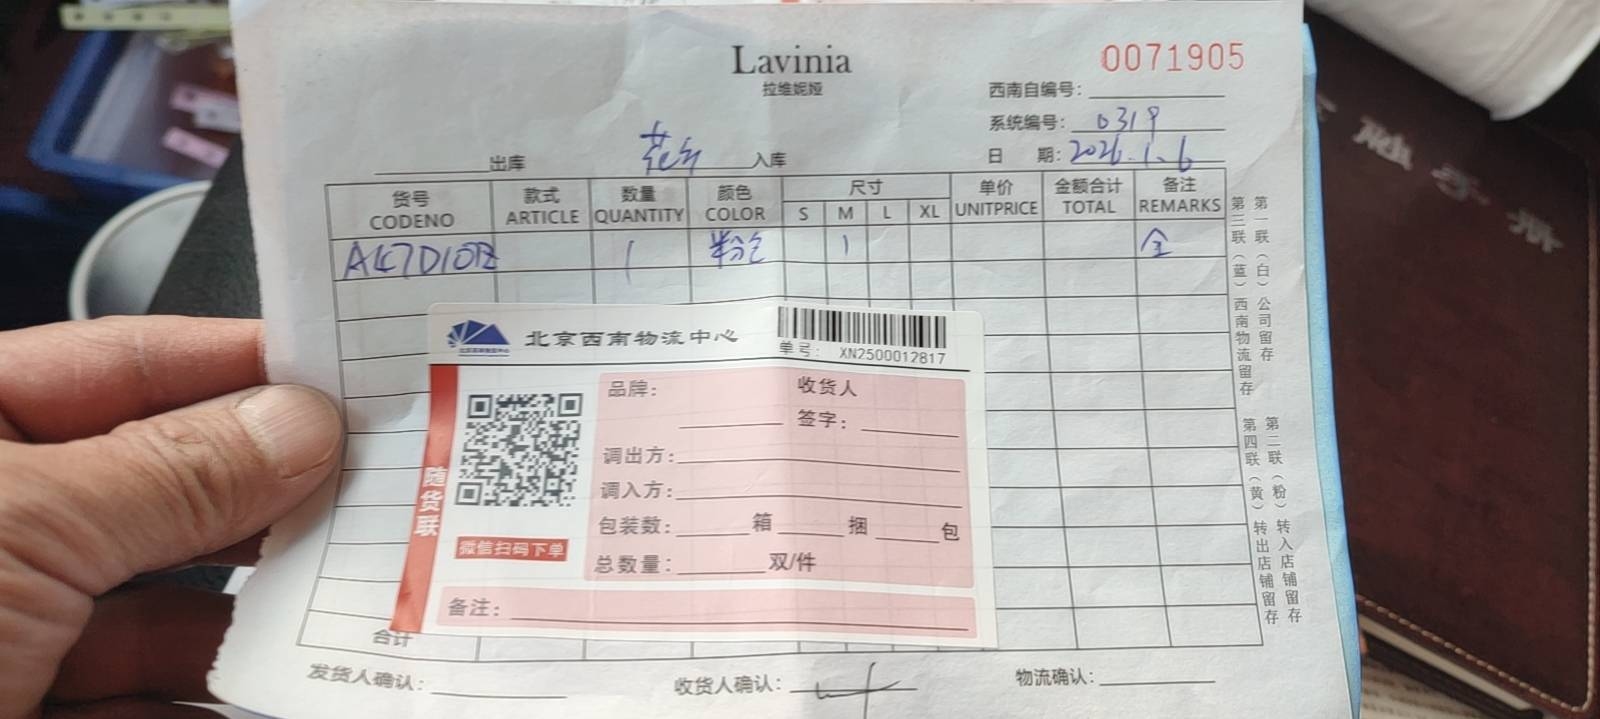 Lavinia
拉维妮娅
0071905
西南自编号：
系统编号： 0319
日 期：2026.1.6
出库 入库
货号 款式 数量 颜色 尺寸 单价 金额合计 备注
CODENO ARTICLE QUANTITY COLOR S M L XL UNITPRICE TOTAL REMARKS
1 粉色 1 全
北京西南物流中心
单号： XN2500012817
品牌：
收货人
签字：
调出方：
调入方：
包装数： 箱 捆 包
总数量： 双/件
备注：
随货联
微信扫码下单
合计
发货人确认： 收货人确认： 物流确认：
第一联（白）公司留存
第二联（粉）转入店铺留存
第三联（蓝）西南物流留存
第四联（黄）转出店铺留存